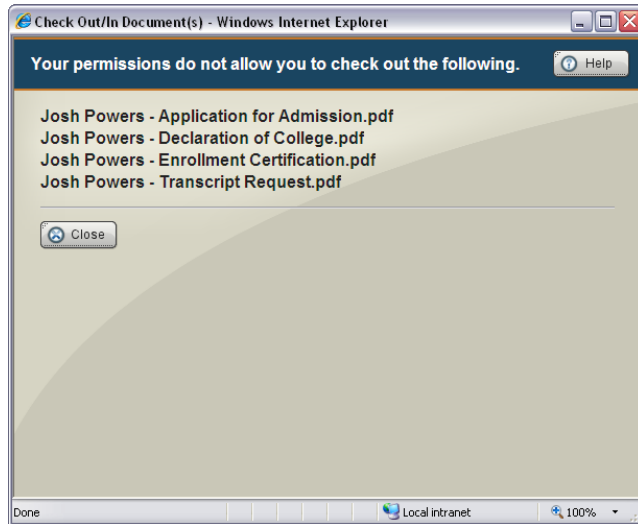 Check Out/In Document(s) - Windows Internet Explorer
Your permissions do not allow you to check out the following.
Help
Josh Powers - Application for Admission.pdf
Josh Powers - Declaration of College.pdf
Josh Powers - Enrollment Certification.pdf
Josh Powers - Transcript Request.pdf
Close
Done
Local intranet
100%